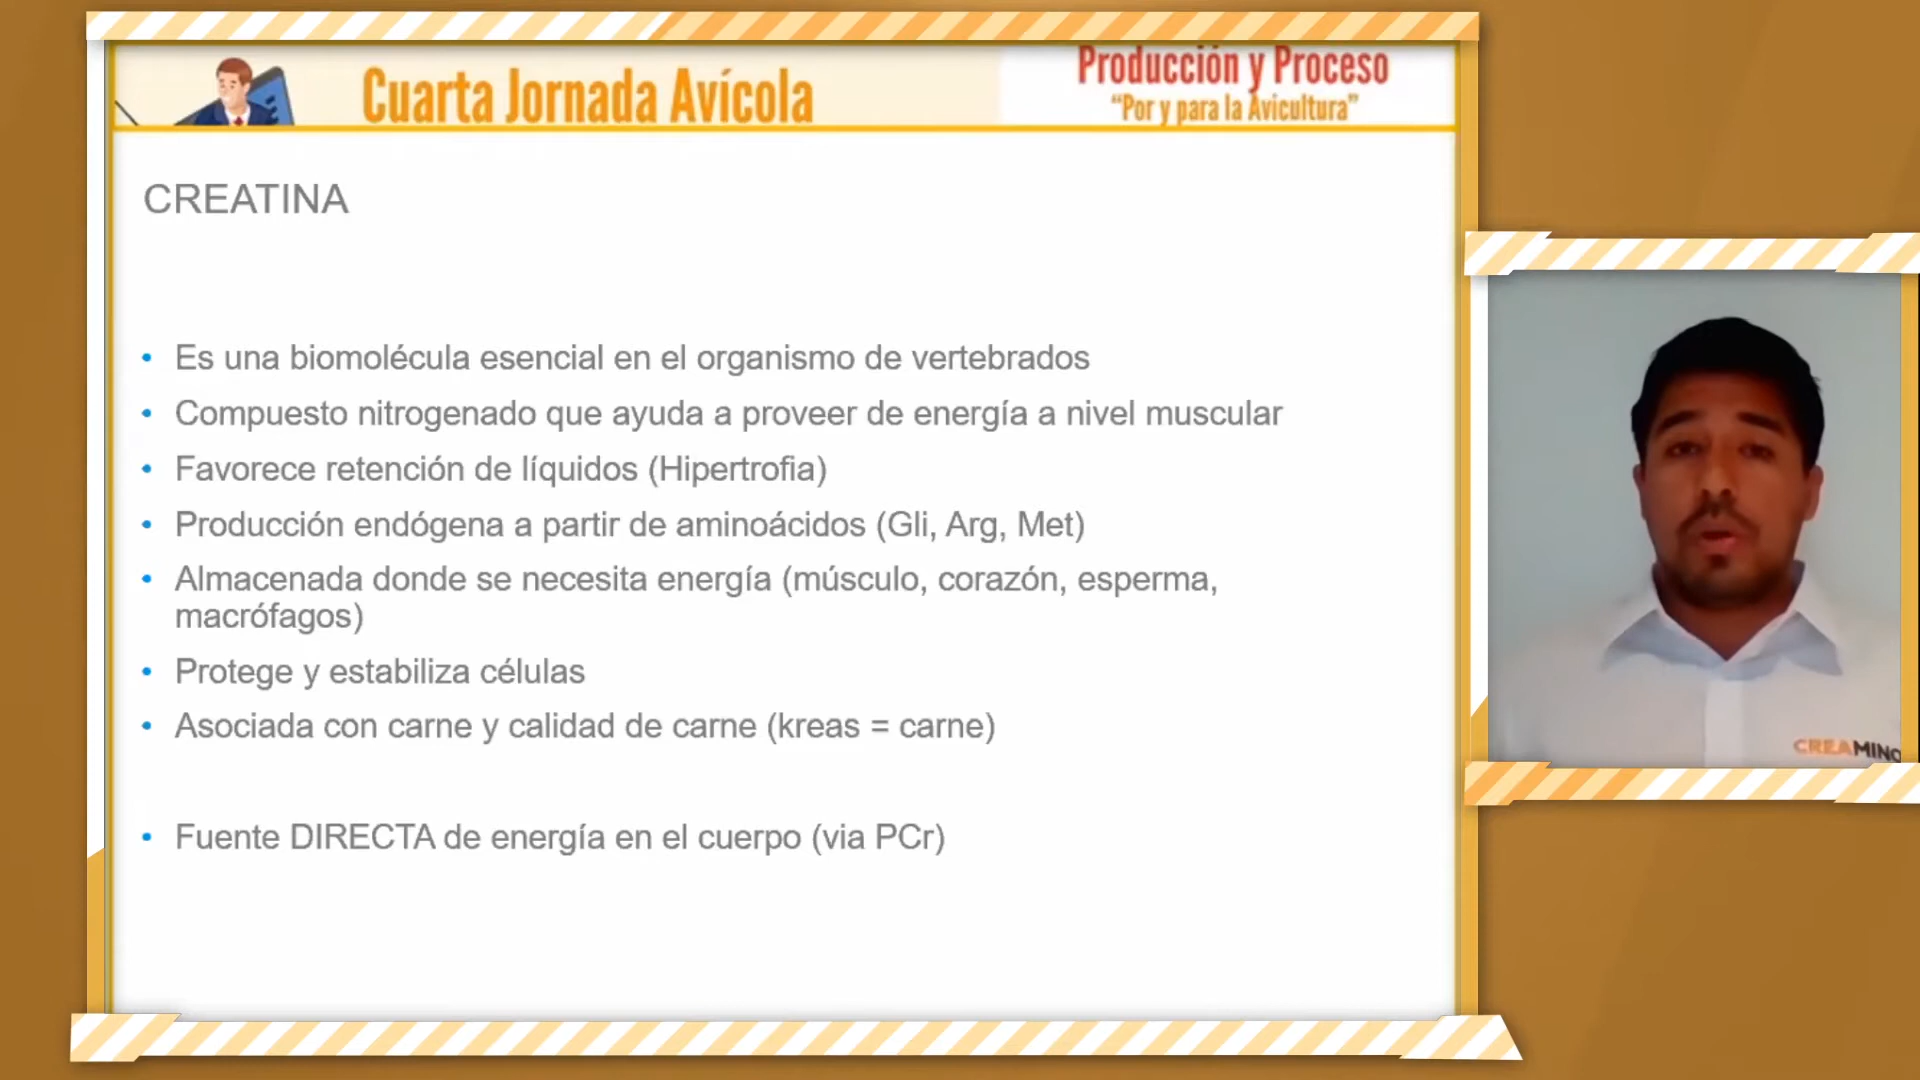 Cuarta Jornada Avícola
Producción y Proceso
“Por y para la Avicultura”
CREATINA
• Es una biomolécula esencial en el organismo de vertebrados
• Compuesto nitrogenado que ayuda a proveer de energía a nivel muscular
• Favorece retención de líquidos (Hipertrofia)
• Producción endógena a partir de aminoácidos (Gli, Arg, Met)
• Almacenada donde se necesita energía (músculo, corazón, esperma,
macrófagos)
• Protege y estabiliza células
• Asociada con carne y calidad de carne (kreas = carne)
• Fuente DIRECTA de energía en el cuerpo (via PCr)
CREAMINO